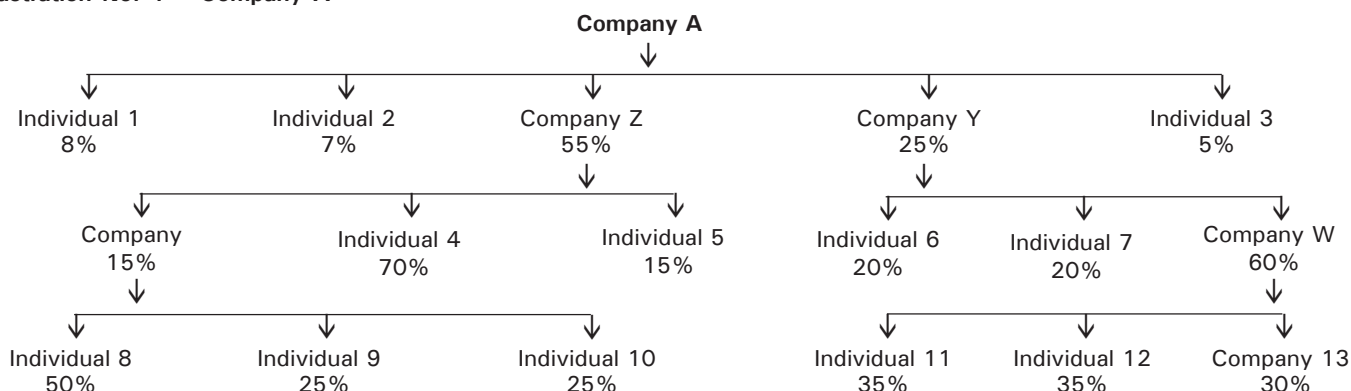 Company A
Individual 1 Individual 2 Company Z Company Y Individual 3
8% 7% 55% 25% 5%
Company Individual 4 Individual 5 Individual 6 Individual 7 Company W
15% 70% 15% 20% 20% 60%
Individual 8 Individual 9 Individual 10 Individual 11 Individual 12 Company 13
50% 25% 25% 35% 35% 30%